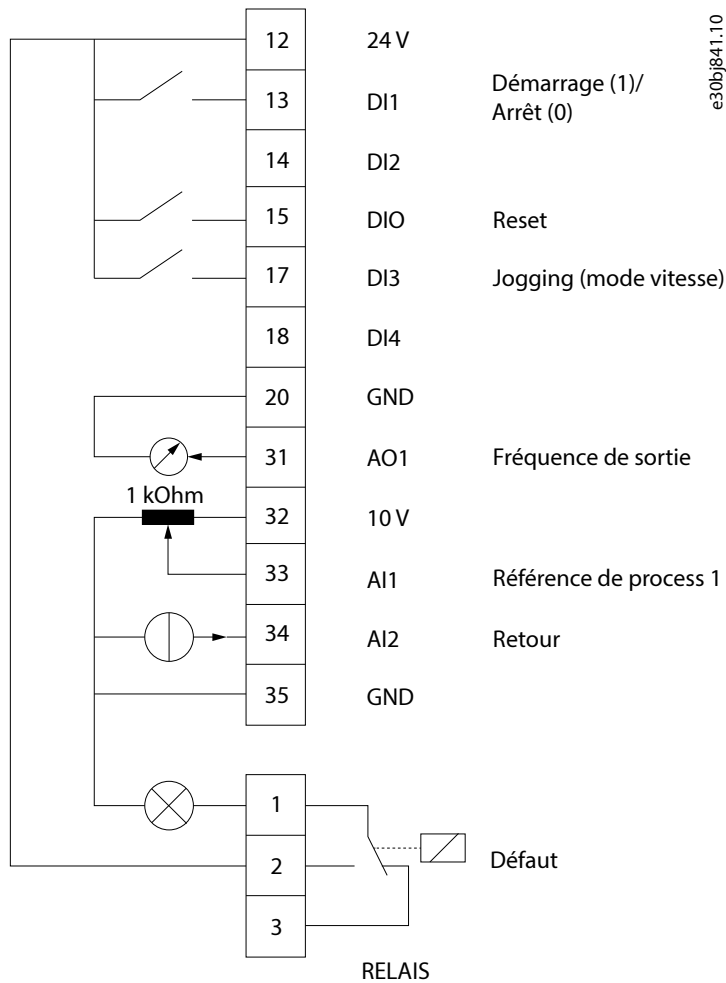 e30bj841.10
12 24 V
13 DI1 Démarrage (1)/
Arrêt (0)
14 DI2
15 DIO Reset
17 DI3 Jogging (mode vitesse)
18 DI4
20 GND
31 AO1 Fréquence de sortie
1 kOhm
32 10 V
33 AI1 Référence de process 1
34 AI2 Retour
35 GND
1
2 Défaut
3
RELAIS